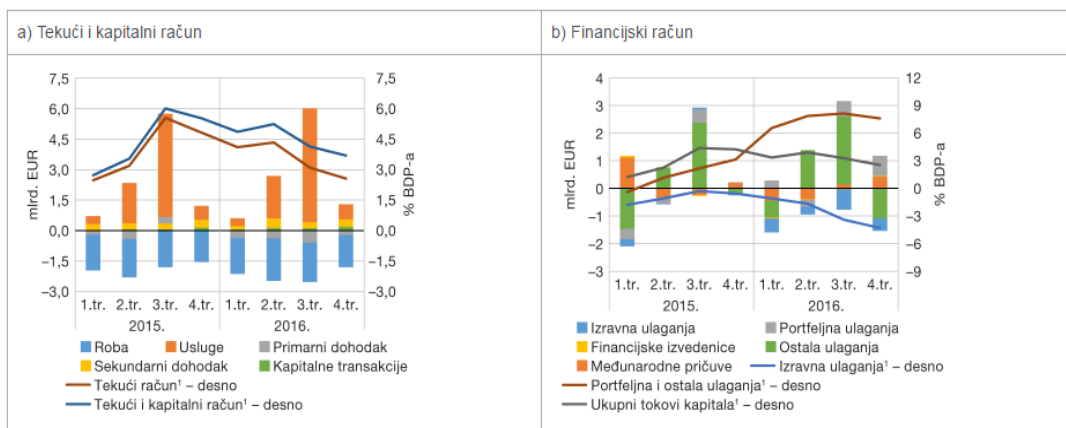 a) Tekući i kapitalni račun
7,5 7,5
6,0 6,0
4,5 4,5
3,0 3,0
1,5 1,5
0,0 0,0
−1,5 −1,5
−3,0 −3,0
mlrd. EUR
% BDP-a
1.tr. 2.tr. 3.tr. 4.tr. 1.tr. 2.tr. 3.tr. 4.tr.
2015. 2016.
Roba Usluge Primarni dohodak
Sekundarni dohodak Kapitalne transakcije
Tekući račun¹ – desno
Tekući i kapitalni račun¹ – desno
b) Financijski račun
4 12
3 9
2 6
1 3
0 0
−1 −3
−2 −6
−3 −9
mlrd. EUR
% BDP-a
1.tr. 2.tr. 3.tr. 4.tr. 1.tr. 2.tr. 3.tr. 4.tr.
2015. 2016.
Izravna ulaganja Portfeljna ulaganja
Financijske izvedenice Ostala ulaganja
Međunarodne pričuve Izravna ulaganja¹ – desno
Portfeljna i ostala ulaganja¹ – desno
Ukupni tokovi kapitala¹ – desno